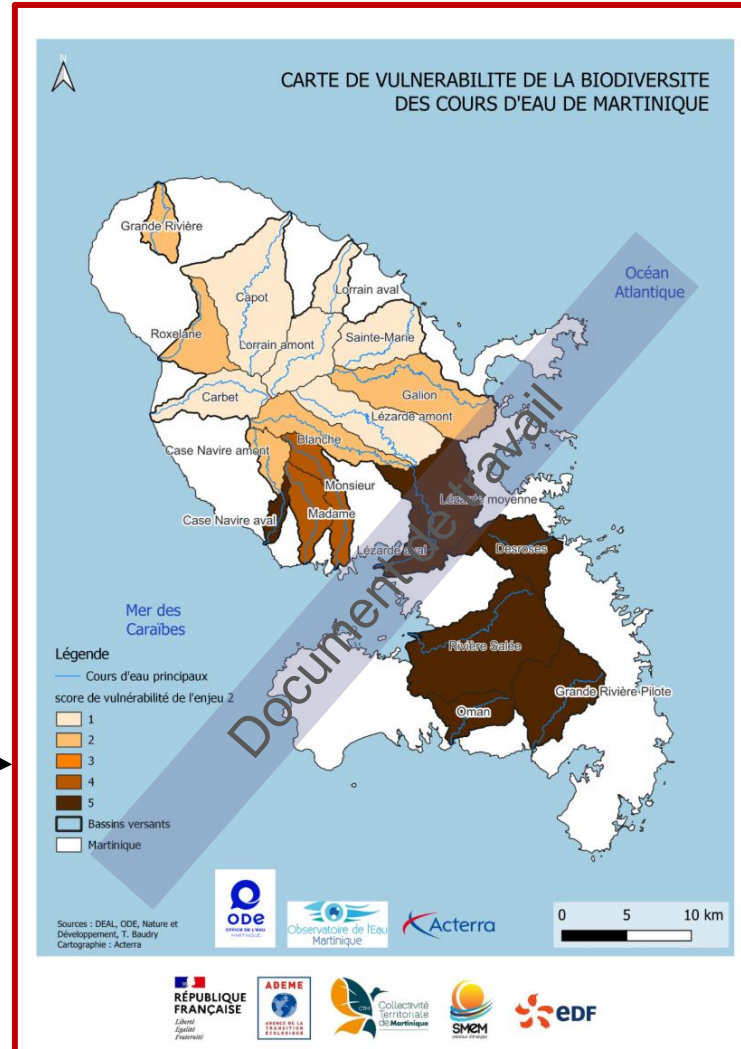 N
CARTE DE VULNERABILITE DE LA BIODIVERSITE
DES COURS D'EAU DE MARTINIQUE
Grande Rivière
Océan
Atlantique
Lorrain aval
Capot
Roxelane
Lorrain amont
Sainte-Marie
Carbet
Galion
Lézarde amont
Blanche
Case Navire amont
Monsieur
Lézarde moyenne
Madame
Case Navire aval
Lézarde aval
Desroses
Document de travail
Mer des
Caraïbes
Rivière Salée
Grande Rivière Pilote
Oman
Légende
Cours d'eau principaux
score de vulnérabilité de l'enjeu 2
1
2
3
4
5
Bassins versants
Martinique
Sources : DEAL, ODE, Nature et
Développement, T. Baudry
Cartographie : Acterra
ODE
OFFICE DE L'EAU
MARTINIQUE
Observatoire de l'Eau
Martinique
Acterra
0 5 10 km
RÉPUBLIQUE
FRANÇAISE
Liberté
Égalité
Fraternité
ADEME
AGENCE DE LA
TRANSITION
ÉCOLOGIQUE
CTM
Collectivité
Territoriale
de Martinique
SMEM
edF